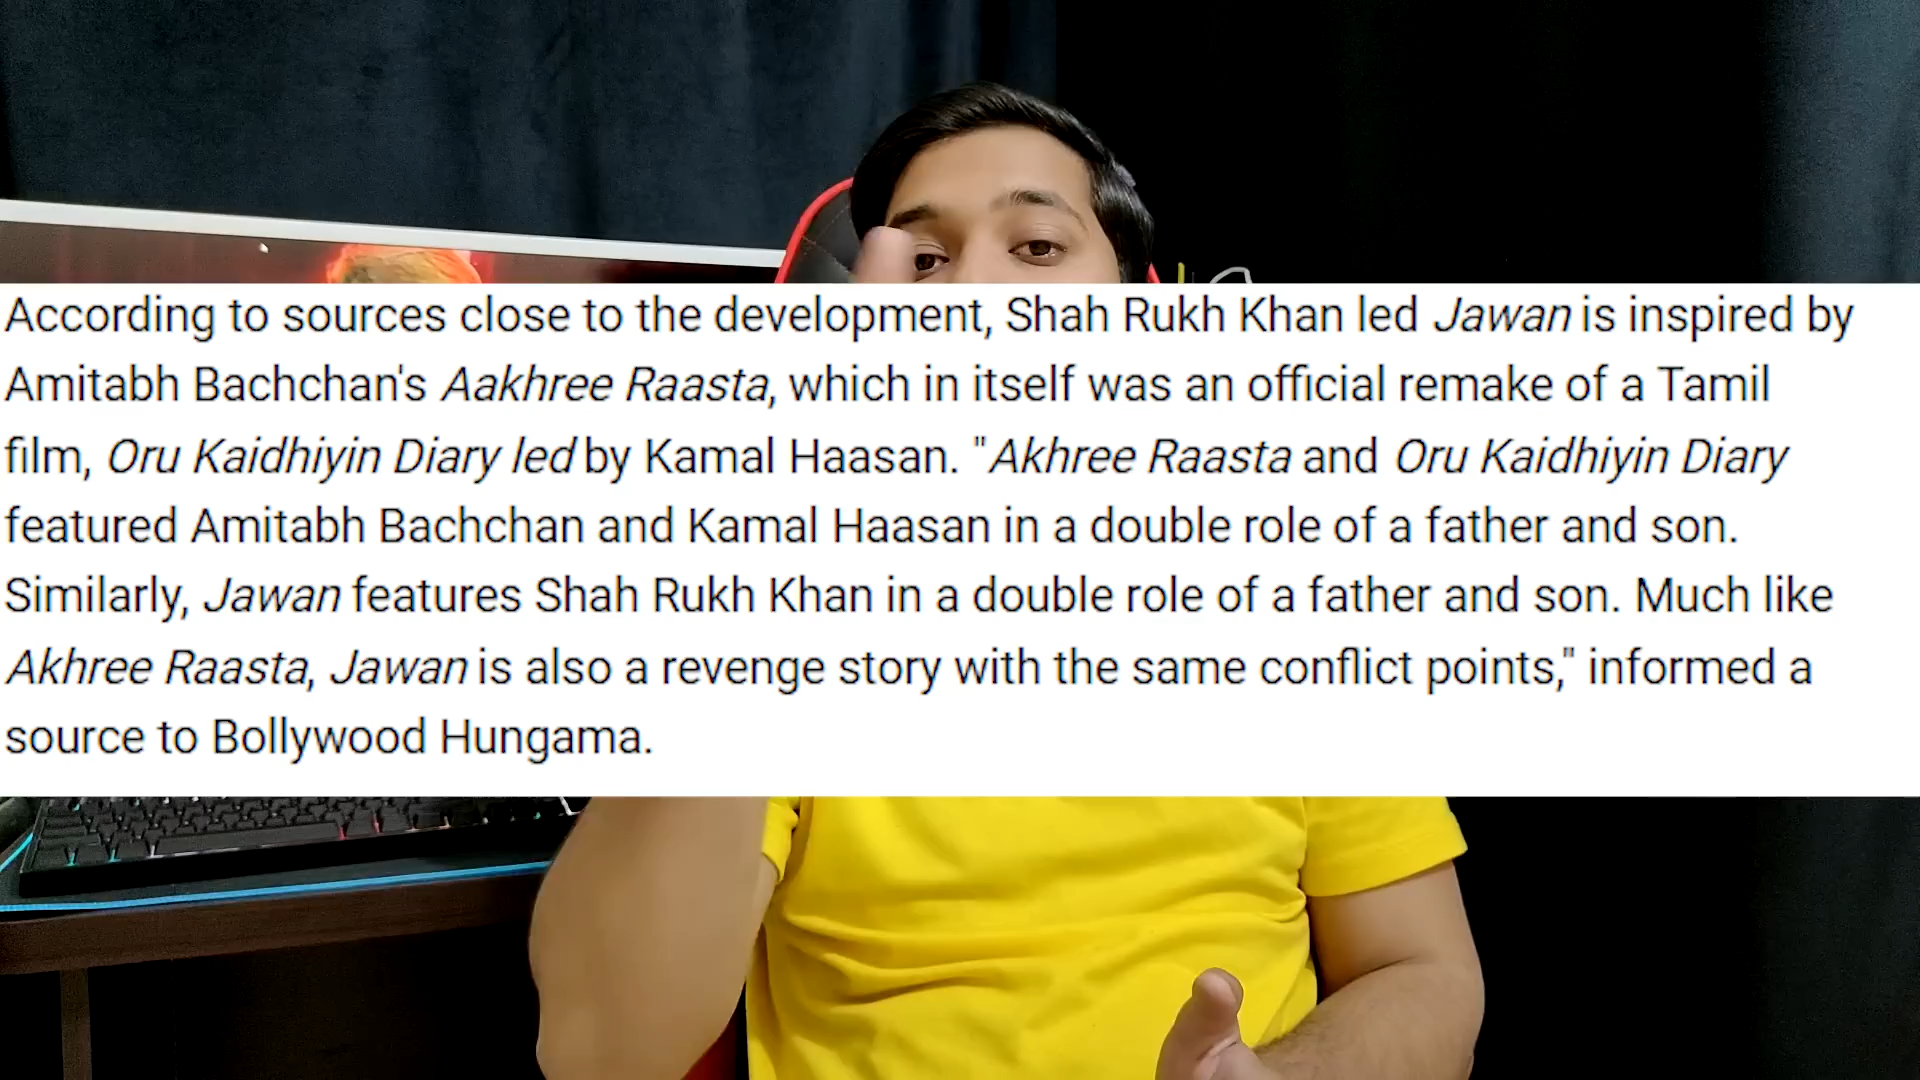 According to sources close to the development, Shah Rukh Khan led Jawan is inspired by
Amitabh Bachchan's Aakhree Raasta, which in itself was an official remake of a Tamil
film, Oru Kaidhiyin Diary led by Kamal Haasan. "Akhree Raasta and Oru Kaidhiyin Diary
featured Amitabh Bachchan and Kamal Haasan in a double role of a father and son.
Similarly, Jawan features Shah Rukh Khan in a double role of a father and son. Much like
Akhree Raasta, Jawan is also a revenge story with the same conflict points," informed a
source to Bollywood Hungama.